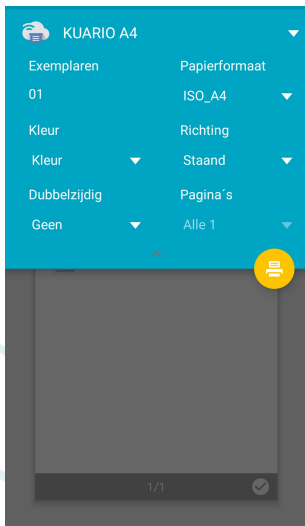 KUARIO A4
Exemplaren Papierformaat
01 ISO_A4
Kleur Richting
Kleur Staand
Dubbelzijdig Pagina´s
Geen Alle 1
1/1